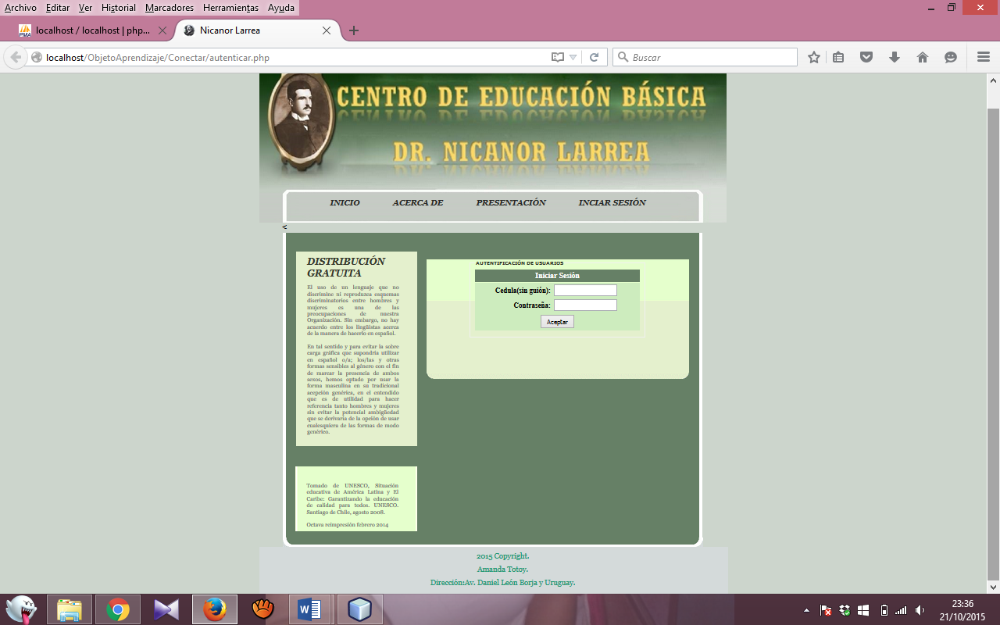 Archivo Editar Ver Historial Marcadores Herramientas Ayuda
PMA localhost / localhost | php...
Nicanor Larrea
localhost/ObjetoAprendizaje/Conectar/autenticar.php
Buscar
CENTRO DE EDUCACIÓN BÁSICA
DR. NICANOR LARREA
INICIO ACERCA DE PRESENTACIÓN INCIAR SESIÓN
<
DISTRIBUCIÓN
GRATUITA
El uso de un lenguaje que no
discrimine ni reproduzca esquemas
discriminatorios entre hombres y
mujeres es una de las
preocupaciones de nuestra
Organización. Sin embargo, no hay
acuerdo entre los lingüistas acerca
de la manera de hacerlo en español.
En tal sentido y para evitar la sobre
carga gráfica que supondría utilizar
en español o/a; los/las y otras
formas sensibles al género con el fin
de marcar la presencia de ambos
sexos, hemos optado por usar la
forma masculina en su tradicional
acepción genérica, en el entendido
que es de utilidad para hacer
referencia tanto hombres y mujeres
sin evitar la potencial ambigüedad
que se derivaría de la opción de usar
cualesquiera de las formas de modo
genérico.
Tomado de UNESCO, Situación
educativa de América Latina y El
Caribe: Garantizando la educación
de calidad para todos. UNESCO.
Santiago de Chile, agosto 2008.
Octava reimpresión febrero 2014
AUTENTIFICACIÓN DE USUARIOS
Iniciar Sesión
Cedula(sin guión):
Contraseña:
Aceptar
2015 Copyright.
Amanda Totoy.
Dirección:Av. Daniel León Borja y Uruguay.
23:36
21/10/2015